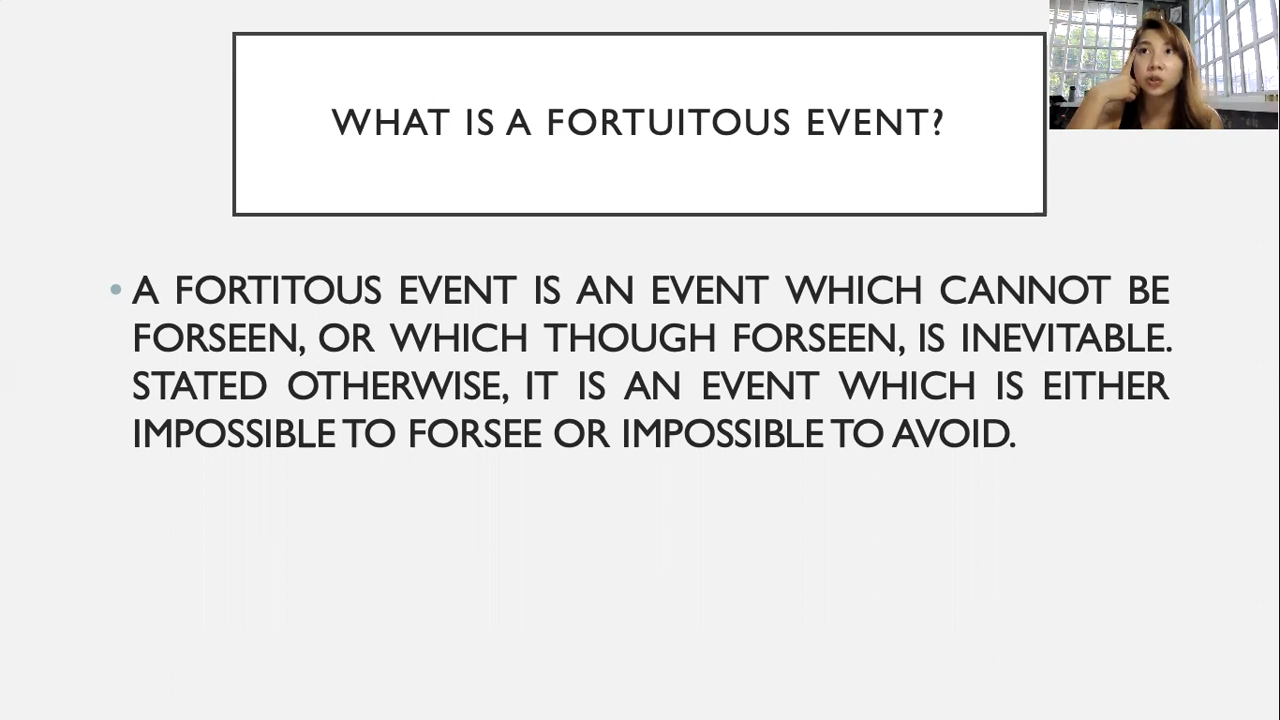 WHAT IS A FORTUITOUS EVENT?
• A FORTITOUS EVENT IS AN EVENT WHICH CANNOT BE
FORSEEN, OR WHICH THOUGH FORSEEN, IS INEVITABLE.
STATED OTHERWISE, IT IS AN EVENT WHICH IS EITHER
IMPOSSIBLE TO FORSEE OR IMPOSSIBLE TO AVOID.